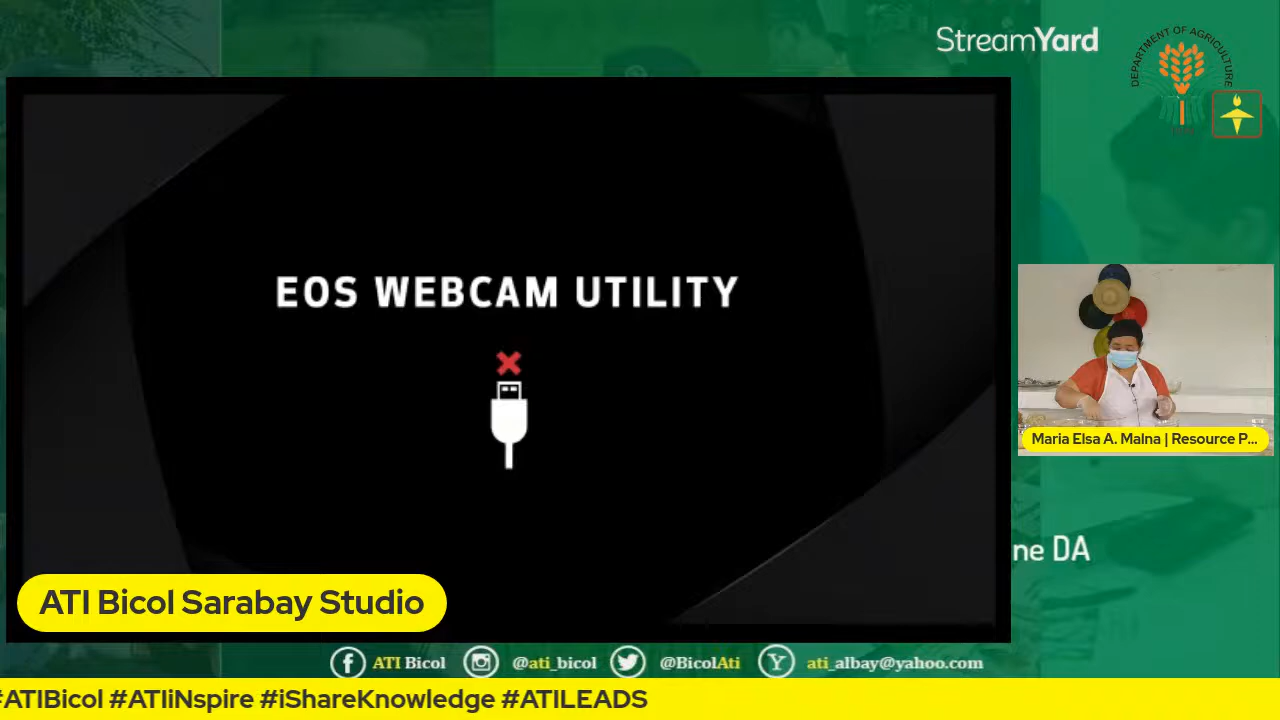 StreamYard
DEPARTMENT OF AGRICULTURE
EOS WEBCAM UTILITY
Maria Elsa A. Malna | Resource P...
ne DA
ATI Bicol Sarabay Studio
ATI Bicol @ati_bicol @BicolAti ati_albay@yahoo.com
#ATIBicol #ATIiNspire #iShareKnowledge #ATILEADS